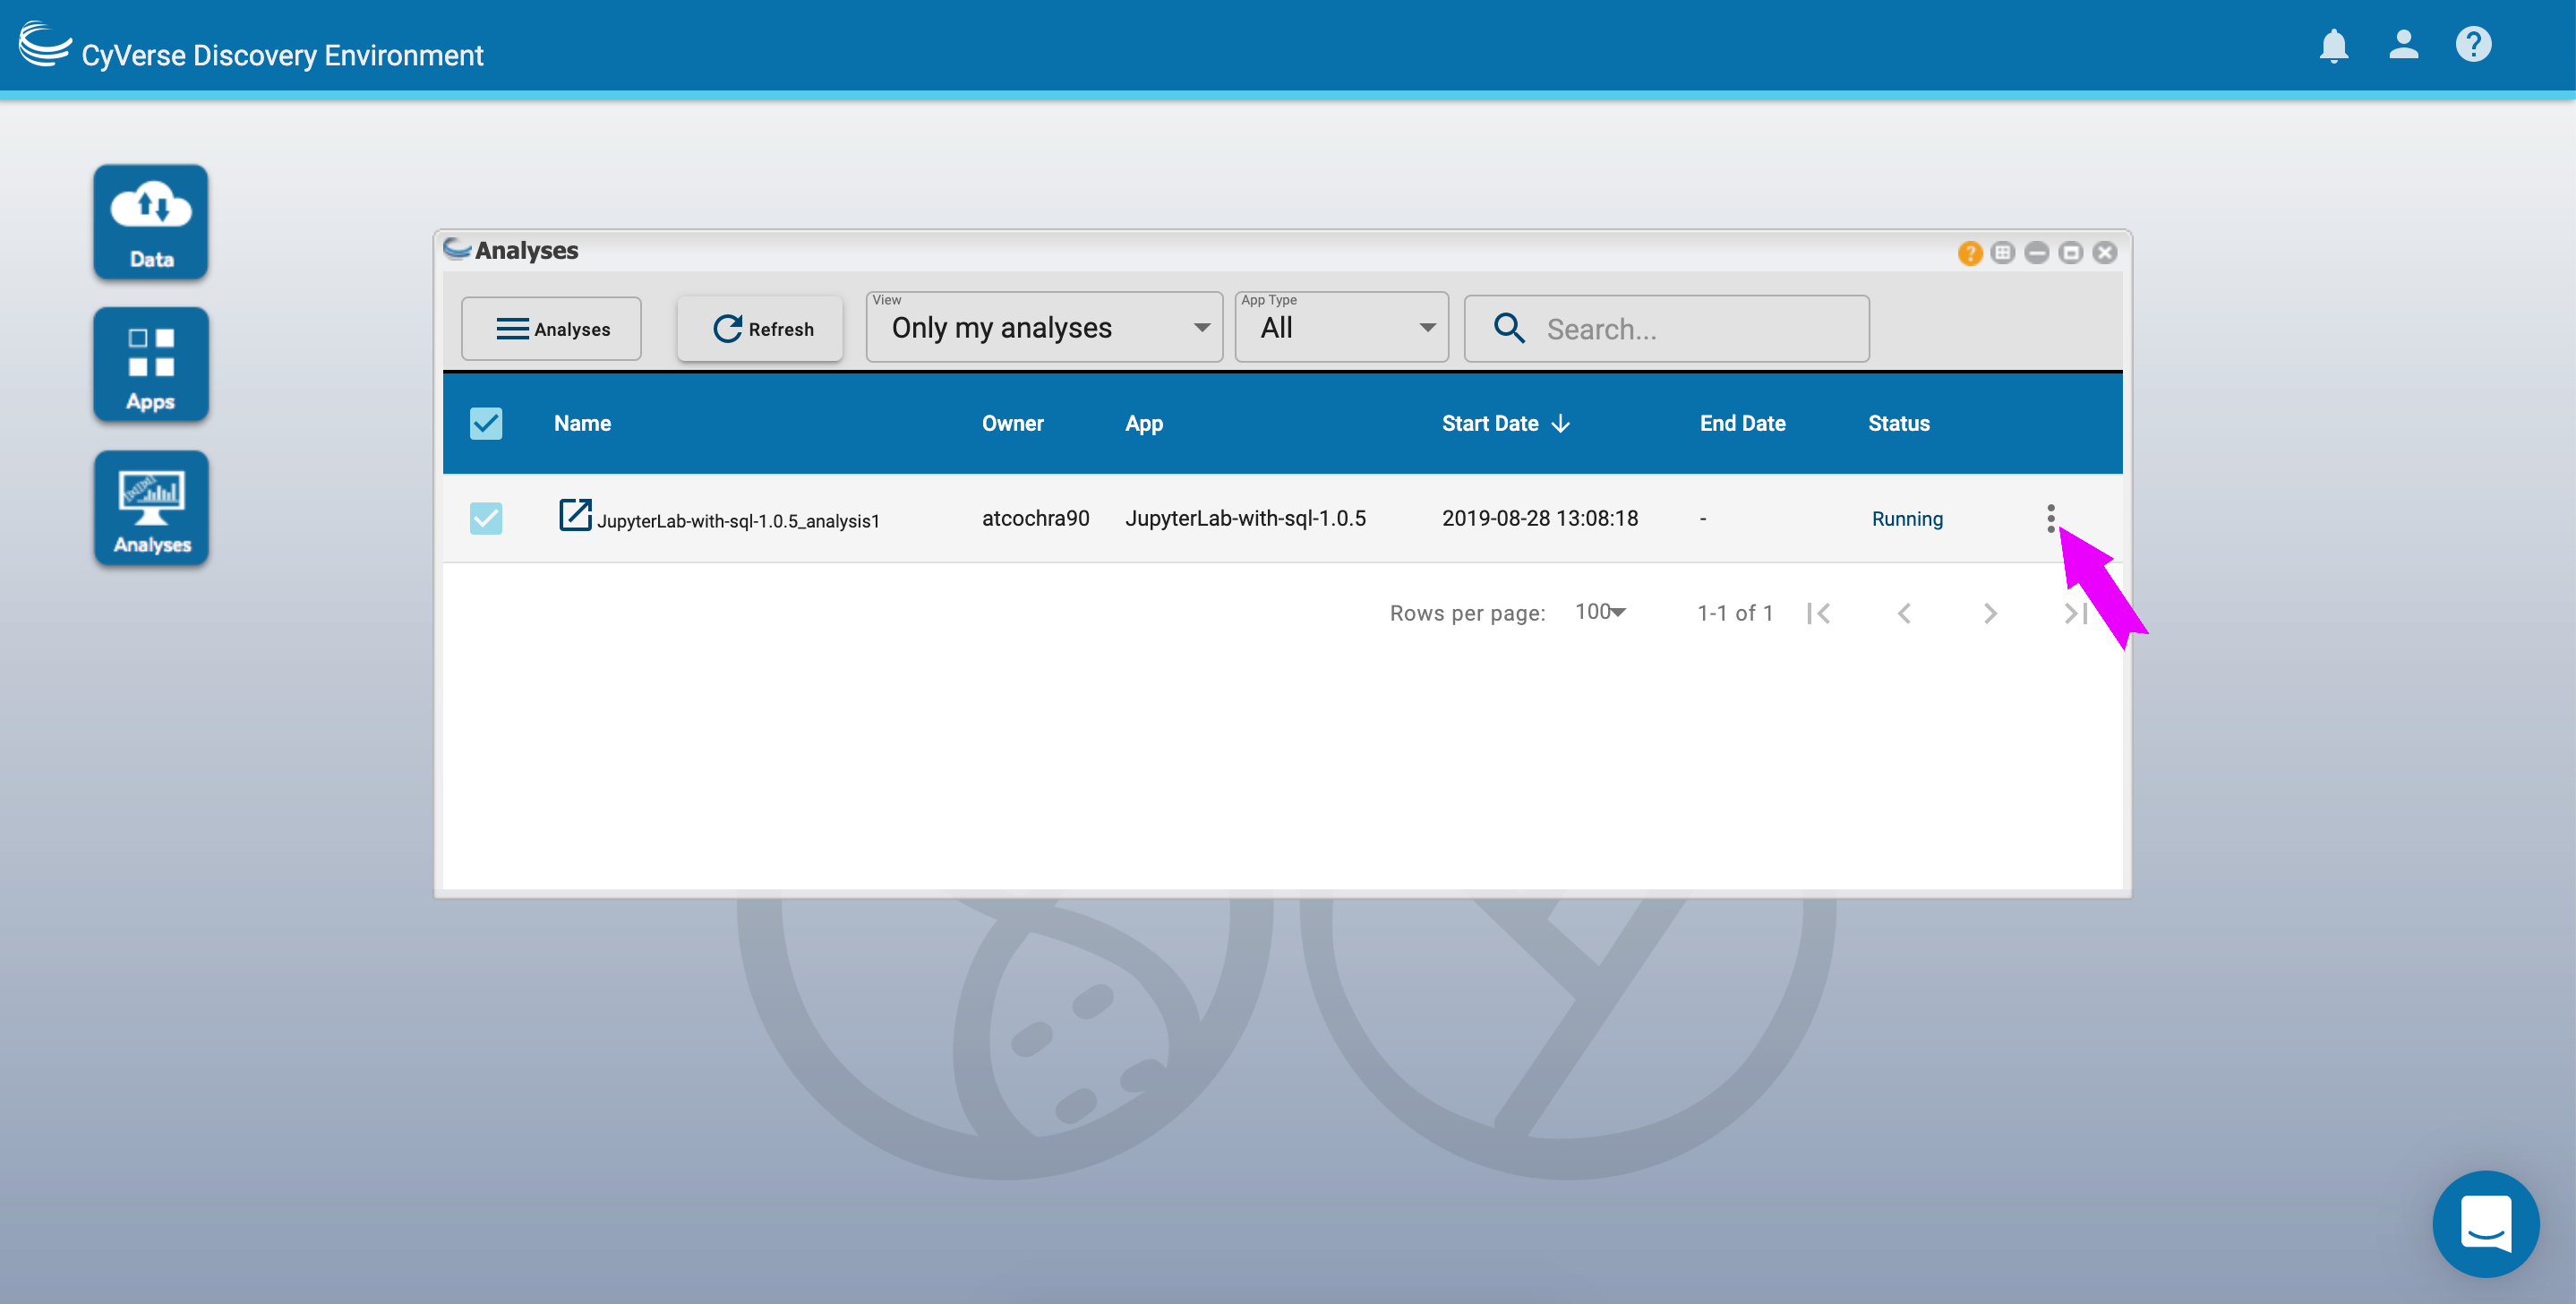 CyVerse Discovery Environment
?
Data
Apps
Analyses
Analyses
?
Analyses
Refresh
View
Only my analyses
App Type
All
Search...
Name Owner App Start Date End Date Status
JupyterLab-with-sql-1.0.5_analysis1 atcochra90 JupyterLab-with-sql-1.0.5 2019-08-28 13:08:18 - Running
Rows per page: 100 1-1 of 1